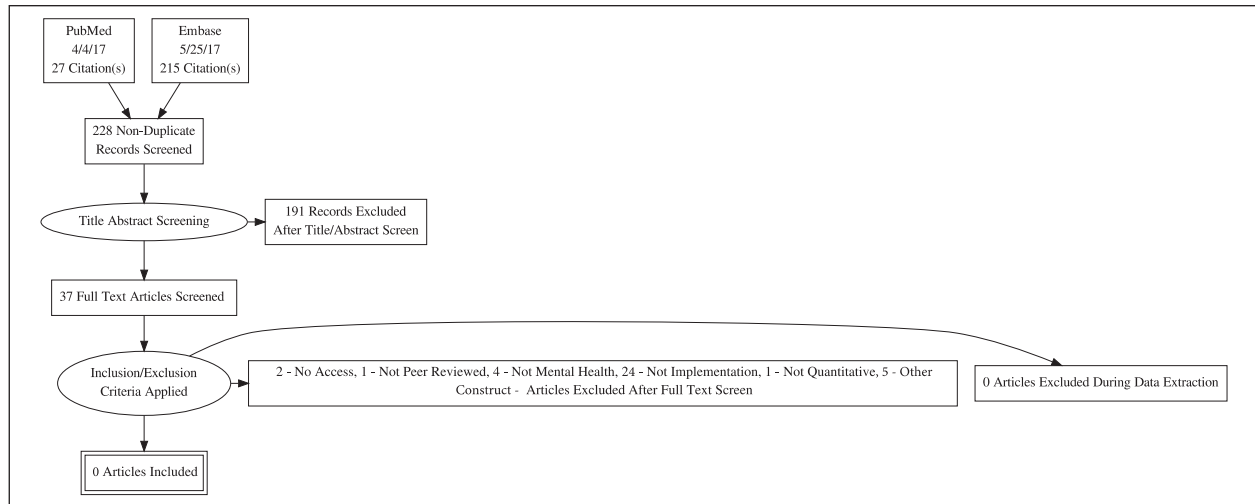 PubMed
4/4/17
27 Citation(s)
Embase
5/25/17
215 Citation(s)
228 Non-Duplicate
Records Screened
Title Abstract Screening
191 Records Excluded
After Title/Abstract Screen
37 Full Text Articles Screened
Inclusion/Exclusion
Criteria Applied
2 - No Access, 1 - Not Peer Reviewed, 4 - Not Mental Health, 24 - Not Implementation, 1 - Not Quantitative, 5 - Other
Construct - Articles Excluded After Full Text Screen
0 Articles Excluded During Data Extraction
0 Articles Included